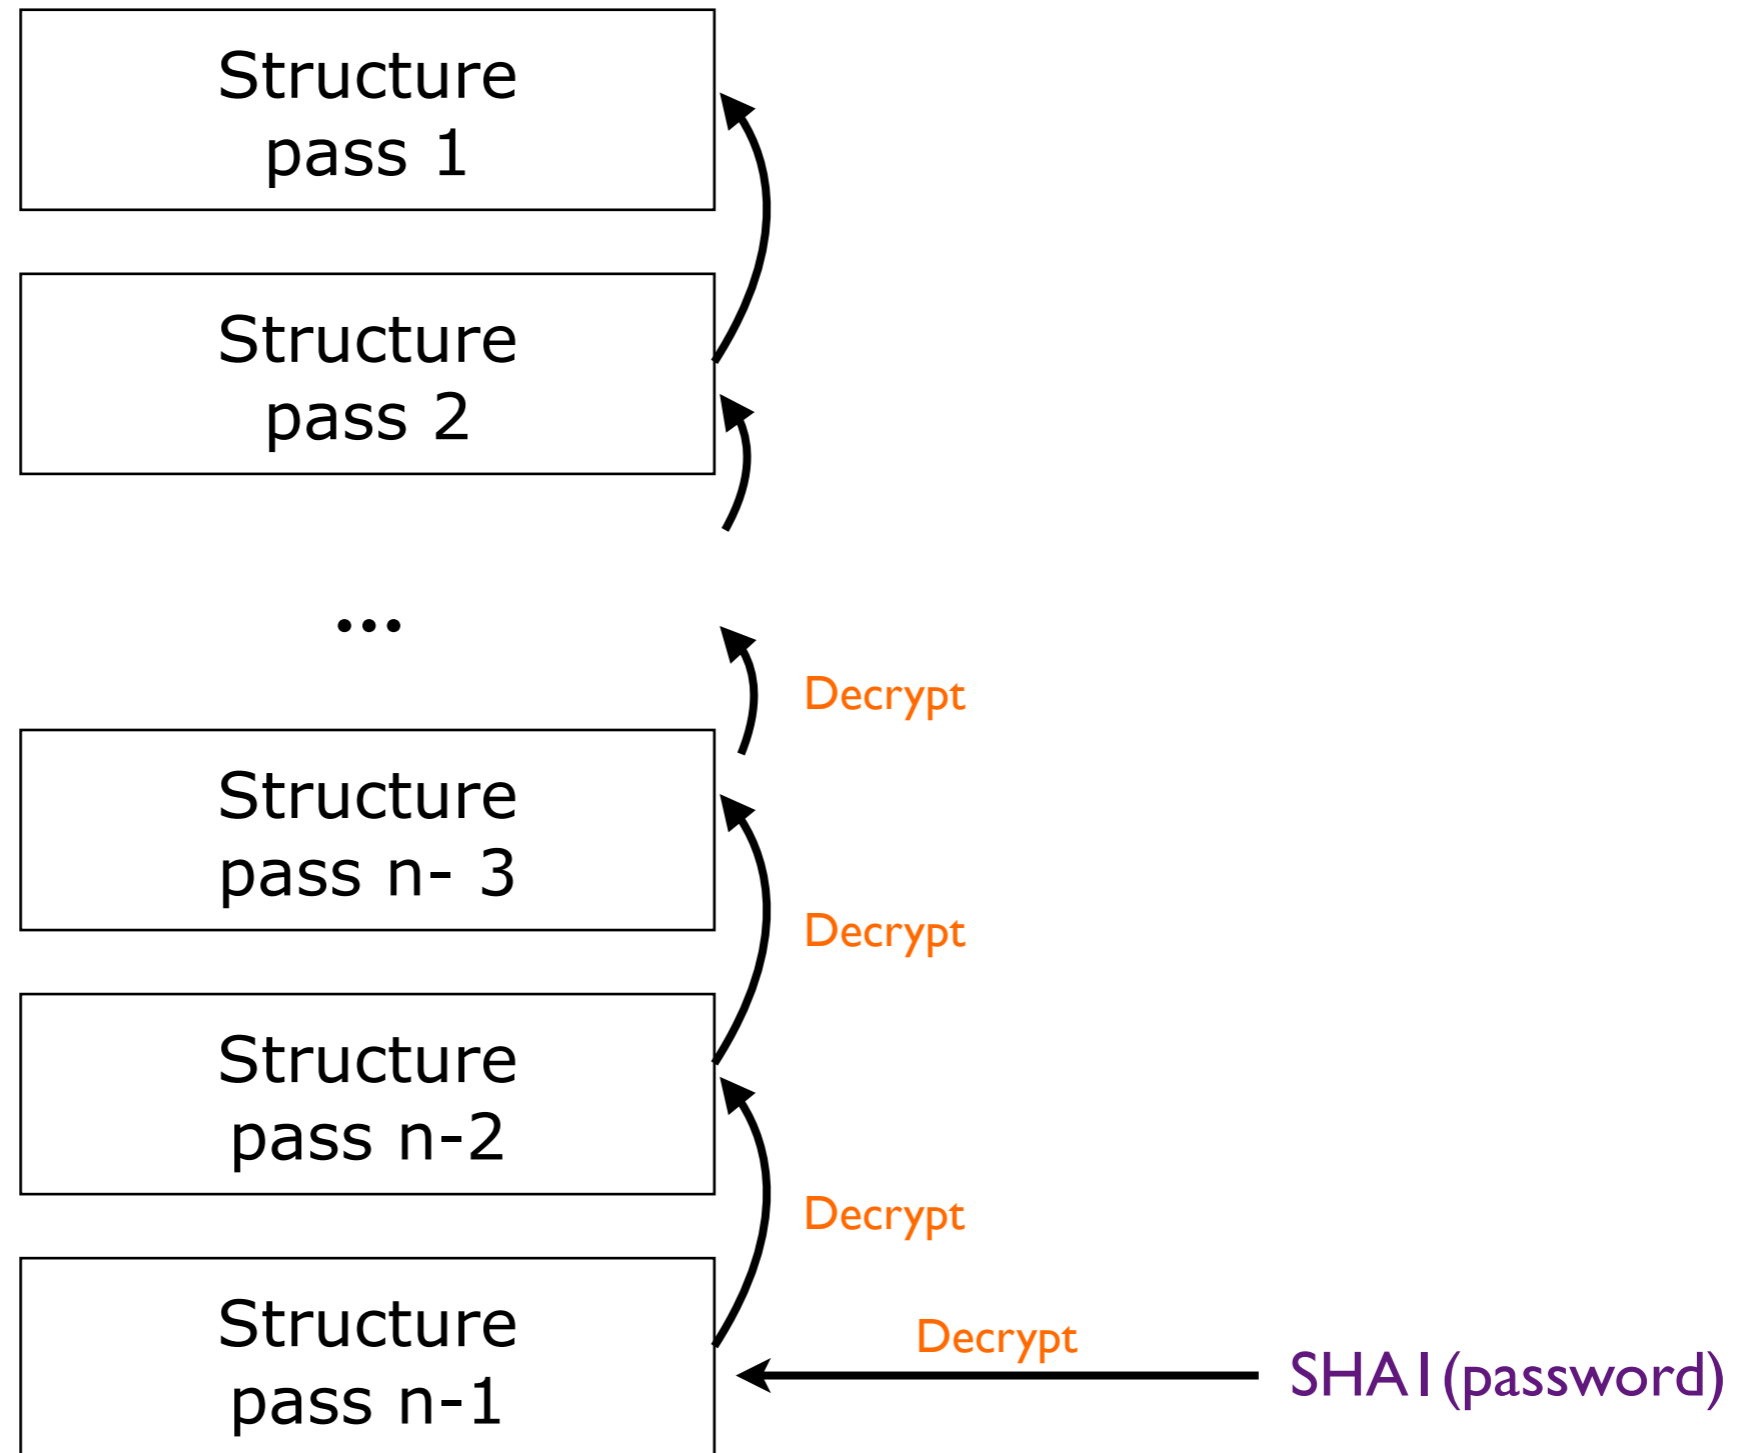 Structure
pass 1
Structure
pass 2
...
Decrypt
Structure
pass n- 3
Decrypt
Structure
pass n-2
Decrypt
Structure
pass n-1
Decrypt
SHA1(password)